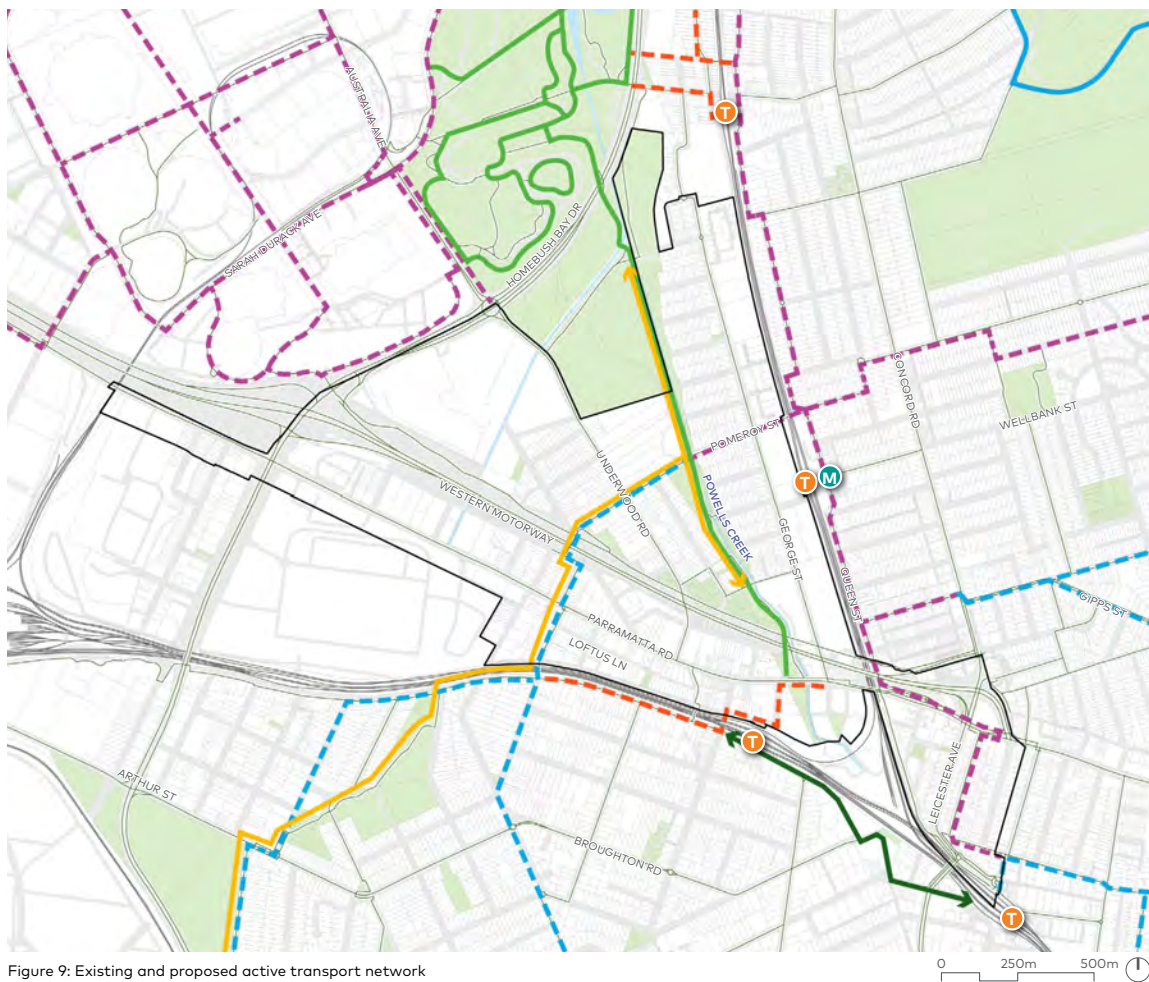 AUSTRALIA AVE
SARAH DURACK AVE
HOMEBUSH BAY DR
T
CONCORD RD
WELLBANK ST
POMEROY ST
T
M
UNDERWOOD RD
POWELLS CREEK
WESTERN MOTORWAY
GEORGE ST
QUEEN ST
GIPPS ST
PARRAMATTA RD
LOFTUS LN
T
LEICESTER AVE
ARTHUR ST
BROUGHTON RD
T
Figure 9: Existing and proposed active transport network
0 250m 500m